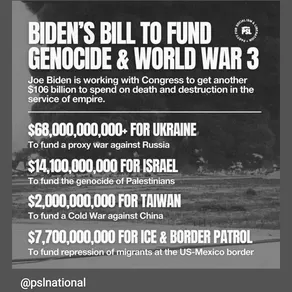 BIDEN'S BILL TO FUND
GENOCIDE & WORLD WAR 3
Joe Biden is working with Congress to get another
$106 billion to spend on death and destruction in the
service of empire.
$68,000,000,000+ FOR UKRAINE
To fund a proxy war against Russia
$14,100,000,000 FOR ISRAEL
To fund the genocide of Palestinians
$2,000,000,000 FOR TAIWAN
To fund a Cold War against China
$7,700,000,000 FOR ICE & BORDER PATROL
To fund repression of migrants at the US-Mexico border
@pslnational